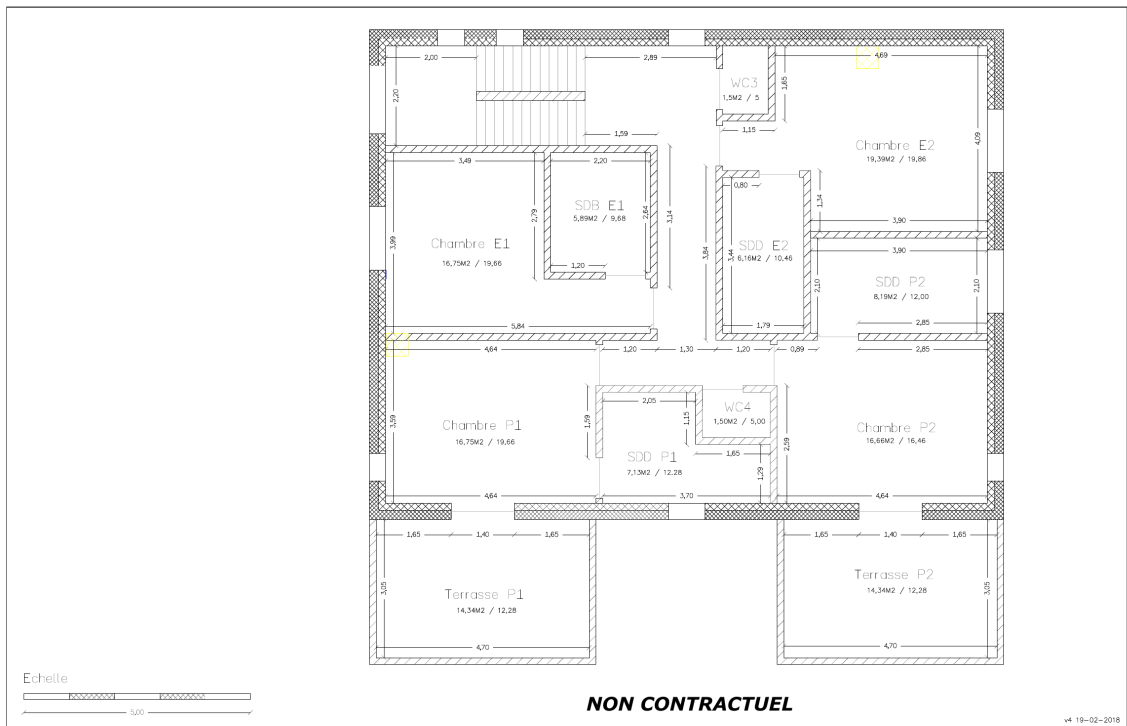 2,00
2,89
4,69
WC3
1,5M2 / 5
1,65
2,20
1,59
1,15
Chambre E2
19,39M2 / 19,86
4,09
3,49
2,20
0,80
1,34
SDB E1
5,89M2 / 9,68
2,79
2,64
3,14
3,90
Chambre E1
16,75M2 / 19,66
3,99
3,84
SDD E2
6,16M2 / 10,46
3,44
3,90
1,20
SDD P2
8,19M2 / 12,00
2,10
2,10
5,84
1,79
2,85
4,64
1,20
1,30
1,20
0,89
2,85
2,05
1,15
WC4
1,50M2 / 5,00
1,59
3,59
Chambre P1
16,75M2 / 19,66
Chambre P2
16,66M2 / 16,46
2,59
SDD P1
7,13M2 / 12,28
1,65
1,29
4,64
3,70
4,64
1,65
1,40
1,65
1,65
1,40
1,65
Terrasse P1
14,34M2 / 12,28
3,05
Terrasse P2
14,34M2 / 12,28
3,05
4,70
4,70
Echelle
5,00
NON CONTRACTUEL
v4 19-02-2018